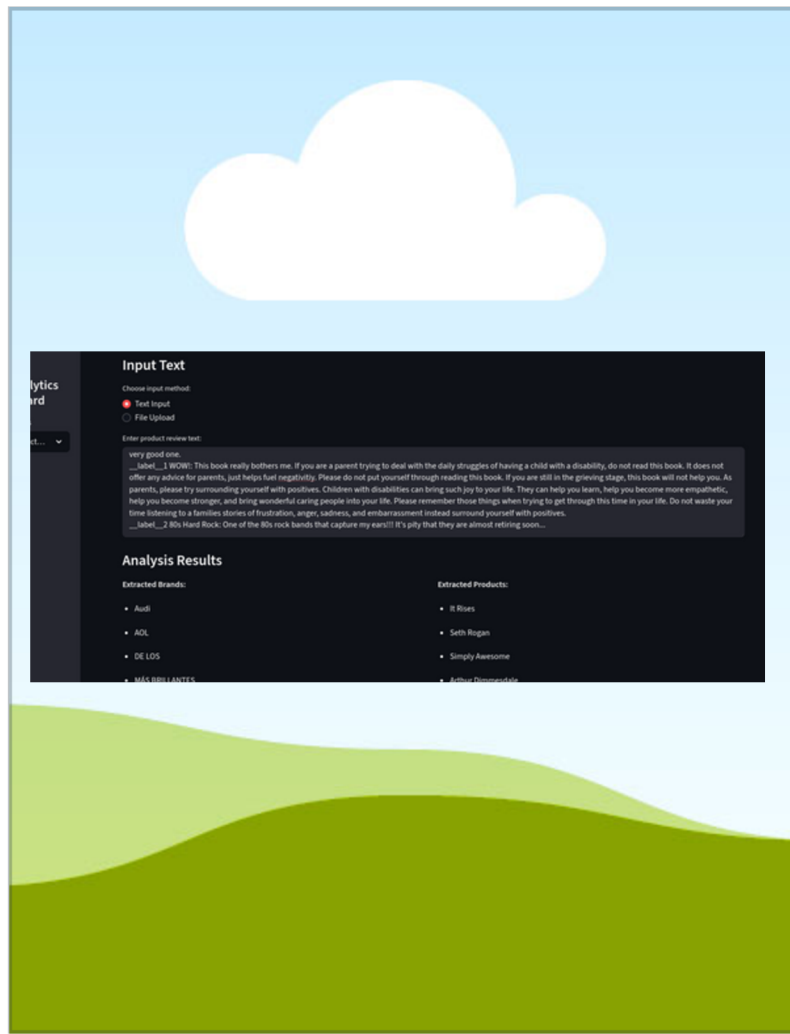 lytics
ard
Input Text
Choose input method:
Text Input
File Upload
ct...
Enter product review text:
very good one.
__label__1 WOW!: This book really bothers me. If you are a parent trying to deal with the daily struggles of having a child with a disability, do not read this book. It does not
offer any advice for parents, just helps fuel negativitiy. Please do not put yourself through reading this book. If you are still in the grieving stage, this book will not help you. As
parents, please try surrounding yourself with positives. Children with disabilities can bring such joy to your life. They can help you learn, help you become more empathetic,
help you become stronger, and bring wonderful caring people into your life. Please remember those things when trying to get through this time in your life. Do not waste your
time listening to a families stories of frustration, anger, sadness, and embarrassment instead surround yourself with positives.
__label__2 80s Hard Rock: One of the 80s rock bands that capture my ears!!! It's pity that they are almost retiring soon...
Analysis Results
Extracted Brands:
Audi
AOL
DE LOS
MÁS BRILLANTES
Extracted Products:
It Rises
Seth Rogan
Simply Awesome
Arthur Dimmesdale